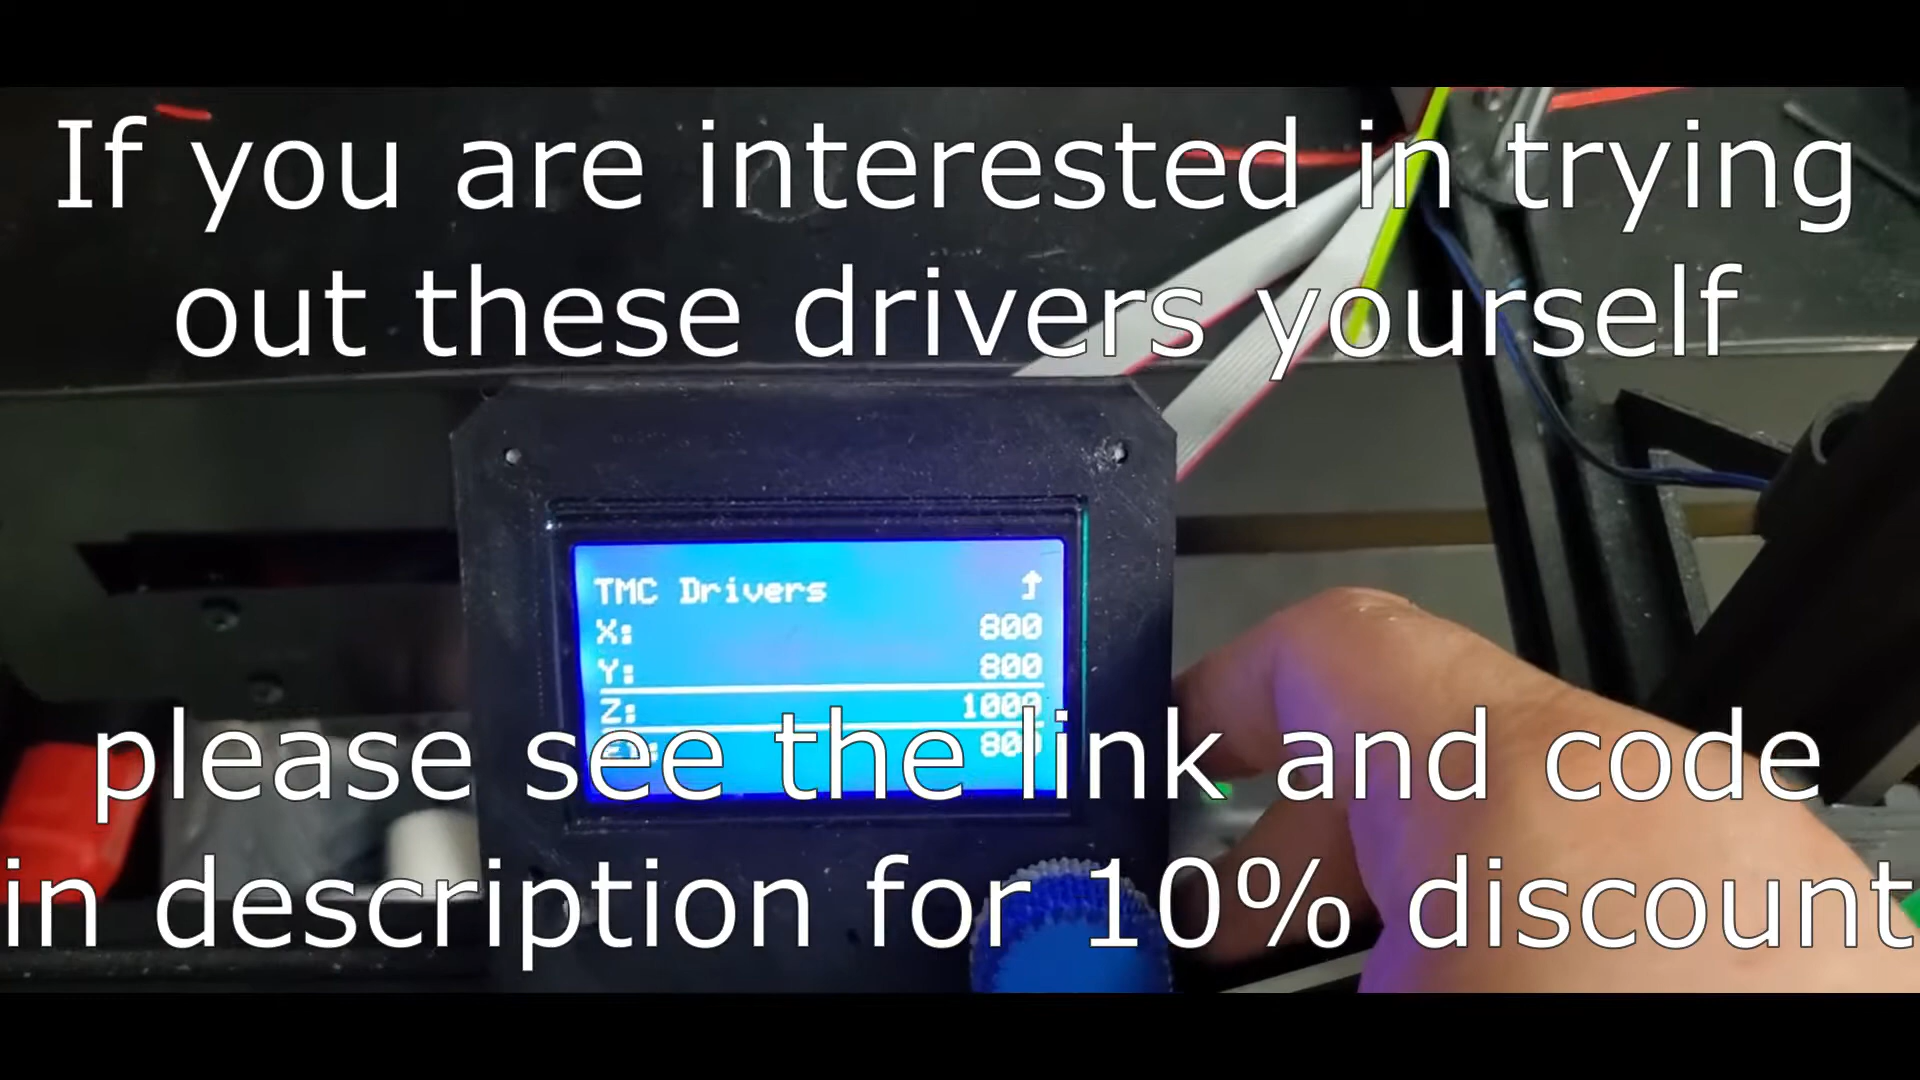 If you are interested in trying
out these drivers yourself
TMC Drivers
X: 800
Y: 800
Z: 1000
800
please see the link and code
in description for 10% discount